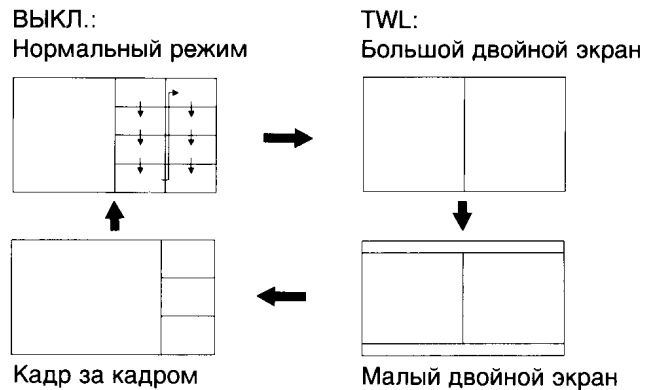 ВЫКЛ.:
Нормальный режим
TWL:
Большой двойной экран
Кадр за кадром
Малый двойной экран